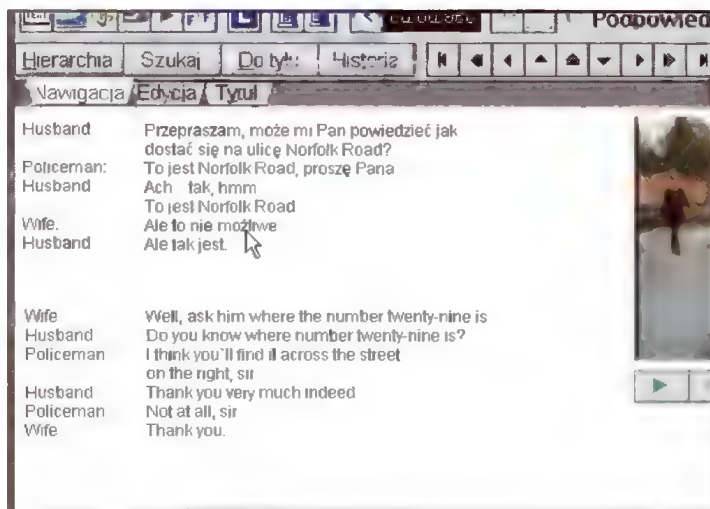 Podpowied
Hierarchia Szukaj Do tyłu Historia
Nawigacja Edycja Tytuł
Husband Przepraszam, może mi Pan powiedzieć jak
dostać się na ulicę Norfolk Road?
Policeman: To jest Norfolk Road, proszę Pana
Husband Ach tak, hmm
To jest Norfolk Road
Wife. Ale to nie możliwe
Husband Ale tak jest.
Wife Well, ask him where the number twenty-nine is
Husband Do you know where number twenty-nine is?
Policeman I think you`ll find it across the street
on the right, sir
Husband Thank you very much indeed
Policeman Not at all, sir
Wife Thank you.